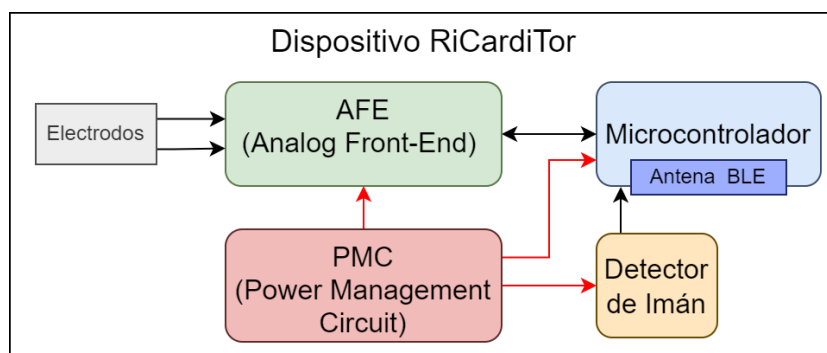 Dispositivo RiCardiTor
Electrodos
AFE
(Analog Front-End)
Microcontrolador
Antena BLE
PMC
(Power Management
Circuit)
Detector
de Imán